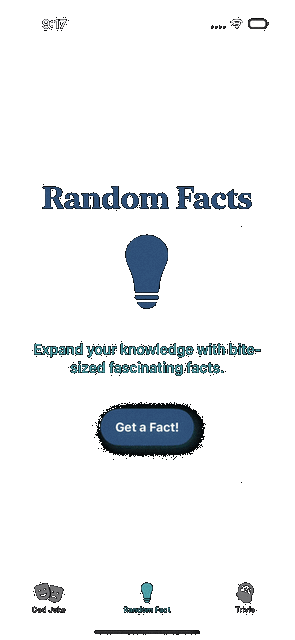 9:17
Random Facts
Expand your knowledge with bite-
sized fascinating facts.
Get a Fact!
Dad Joke
Random Fact
Trivia